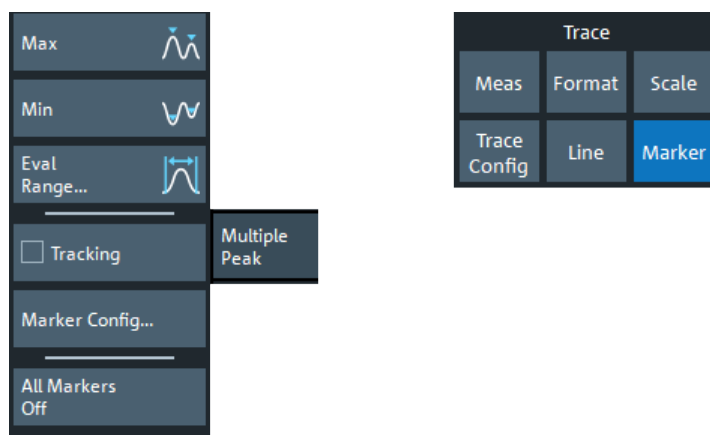 Max
Min
Eval
Range...
Tracking
Marker Config...
All Markers
Off
Multiple
Peak
Trace
Meas
Format
Scale
Trace
Config
Line
Marker